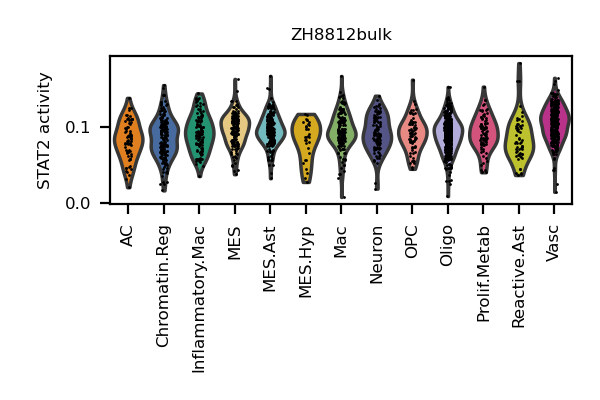 ZH8812bulk
STAT2 activity
0.1
0.0
AC
Chromatin.Reg
Inflammatory.Mac
MES
MES.Ast
MES.Hyp
Mac
Neuron
OPC
Oligo
Prolif.Metab
Reactive.Ast
Vasc